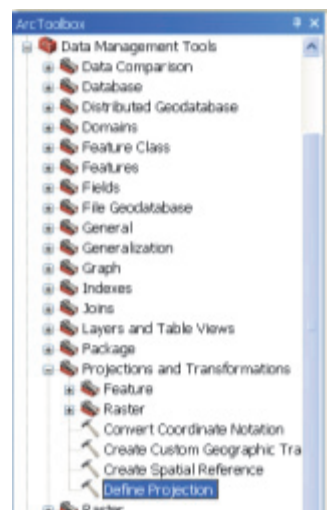 ArcToolbox
Data Management Tools
Data Comparison
Database
Distributed Geodatabase
Domains
Feature Class
Features
Fields
File Geodatabase
General
Generalization
Graph
Indexes
Joins
Layers and Table Views
Package
Projections and Transformations
Feature
Raster
Convert Coordinate Notation
Create Custom Geographic Tra
Create Spatial Reference
Define Projection
Raster